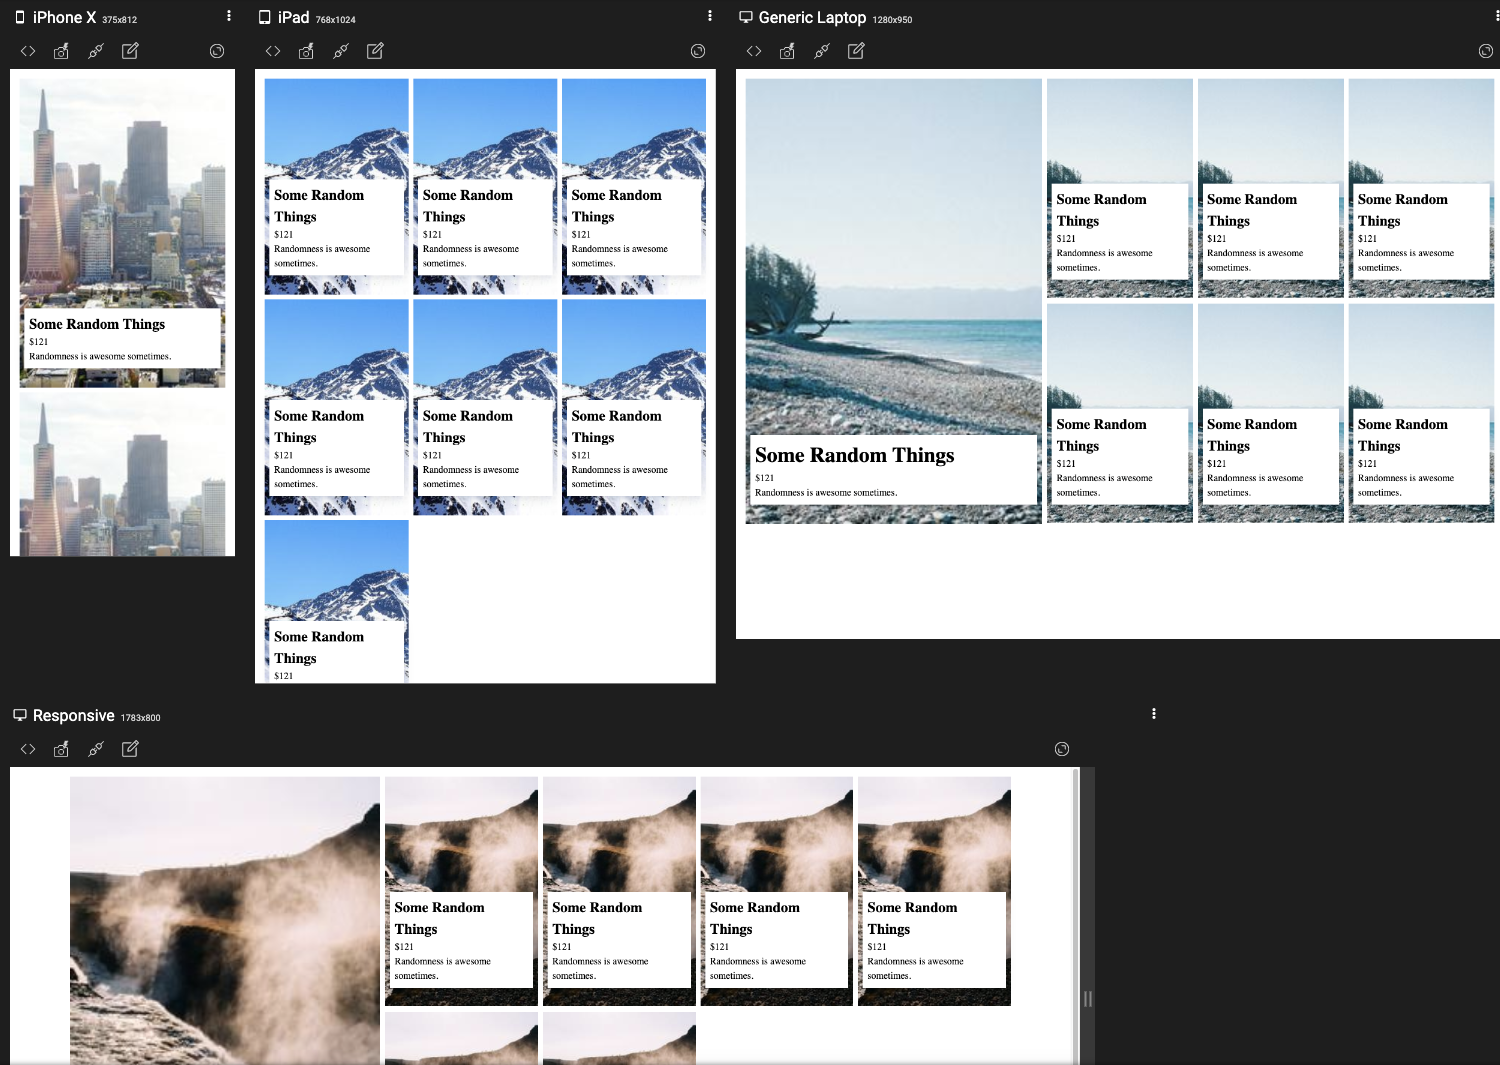 iPhone X 375x812
Some Random Things
$121
Randomness is awesome sometimes.
iPad 768x1024
Some Random
Things
$121
Randomness is awesome
sometimes.
Some Random
Things
$121
Randomness is awesome
sometimes.
Some Random
Things
$121
Randomness is awesome
sometimes.
Some Random
Things
$121
Randomness is awesome
sometimes.
Some Random
Things
$121
Randomness is awesome
sometimes.
Some Random
Things
$121
Randomness is awesome
sometimes.
Some Random
Things
$121
Generic Laptop 1280x950
Some Random Things
$121
Randomness is awesome sometimes.
Some Random
Things
$121
Randomness is awesome
sometimes.
Some Random
Things
$121
Randomness is awesome
sometimes.
Some Random
Things
$121
Randomness is awesome
sometimes.
Some Random
Things
$121
Randomness is awesome
sometimes.
Some Random
Things
$121
Randomness is awesome
sometimes.
Some Random
Things
$121
Randomness is awesome
sometimes.
Responsive 1783x800
Some Random
Things
$121
Randomness is awesome
sometimes.
Some Random
Things
$121
Randomness is awesome
sometimes.
Some Random
Things
$121
Randomness is awesome
sometimes.
Some Random
Things
$121
Randomness is awesome
sometimes.